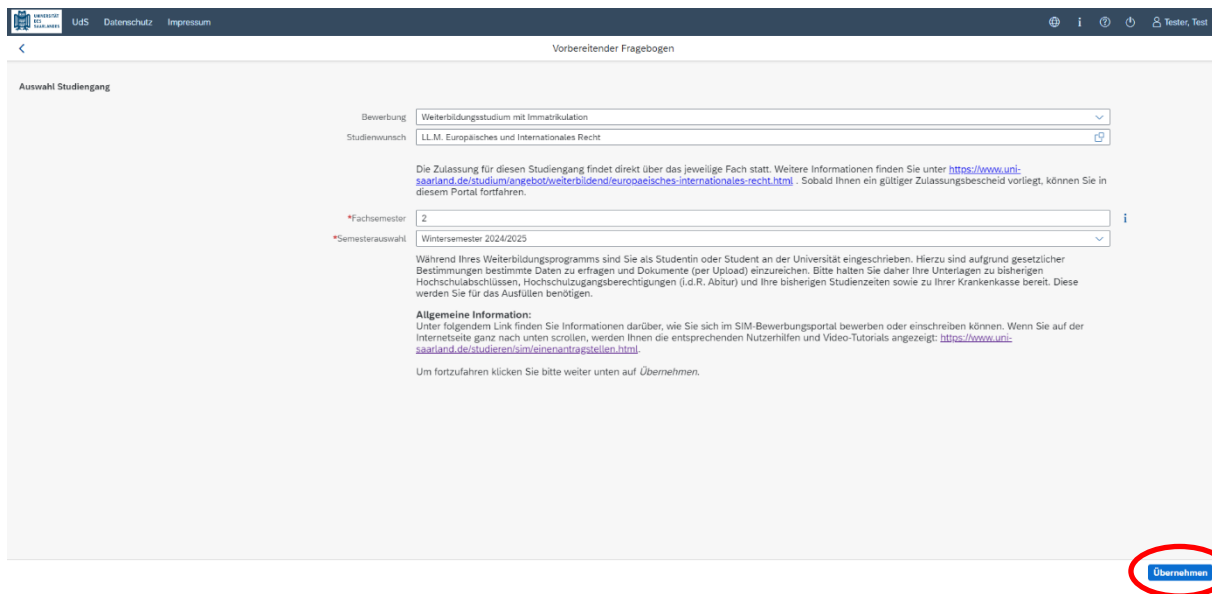 UNIVERSITÄT
DES
SAARLANDES
UdS Datenschutz Impressum
Tester, Test
Vorbereitender Fragebogen
Auswahl Studiengang
Bewerbung Weiterbildungsstudium mit Immatrikulation
Studienwunsch LL.M. Europäisches und Internationales Recht
Die Zulassung für diesen Studiengang findet direkt über das jeweilige Fach statt. Weitere Informationen finden Sie unter https://www.uni-
saarland.de/studium/angebot/weiterbildend/europaeisches-internationales-recht.html . Sobald Ihnen ein gültiger Zulassungsbescheid vorliegt, können Sie in
diesem Portal fortfahren.
*Fachsemester 2
*Semesterauswahl Wintersemester 2024/2025
Während Ihres Weiterbildungsprogramms sind Sie als Studentin oder Student an der Universität eingeschrieben. Hierzu sind aufgrund gesetzlicher
Bestimmungen bestimmte Daten zu erfragen und Dokumente (per Upload) einzureichen. Bitte halten Sie daher Ihre Unterlagen zu bisherigen
Hochschulabschlüssen, Hochschulzugangsberechtigungen (i.d.R. Abitur) und Ihre bisherigen Studienzeiten sowie zu Ihrer Krankenkasse bereit. Diese
werden Sie für das Ausfüllen benötigen.
Allgemeine Information:
Unter folgendem Link finden Sie Informationen darüber, wie Sie sich im SIM-Bewerbungsportal bewerben oder einschreiben können. Wenn Sie auf der
Internetseite ganz nach unten scrollen, werden Ihnen die entsprechenden Nutzerhilfen und Video-Tutorials angezeigt: https://www.uni-
saarland.de/studieren/sim/einenantragstellen.html.
Um fortzufahren klicken Sie bitte weiter unten auf Übernehmen.
Übernehmen